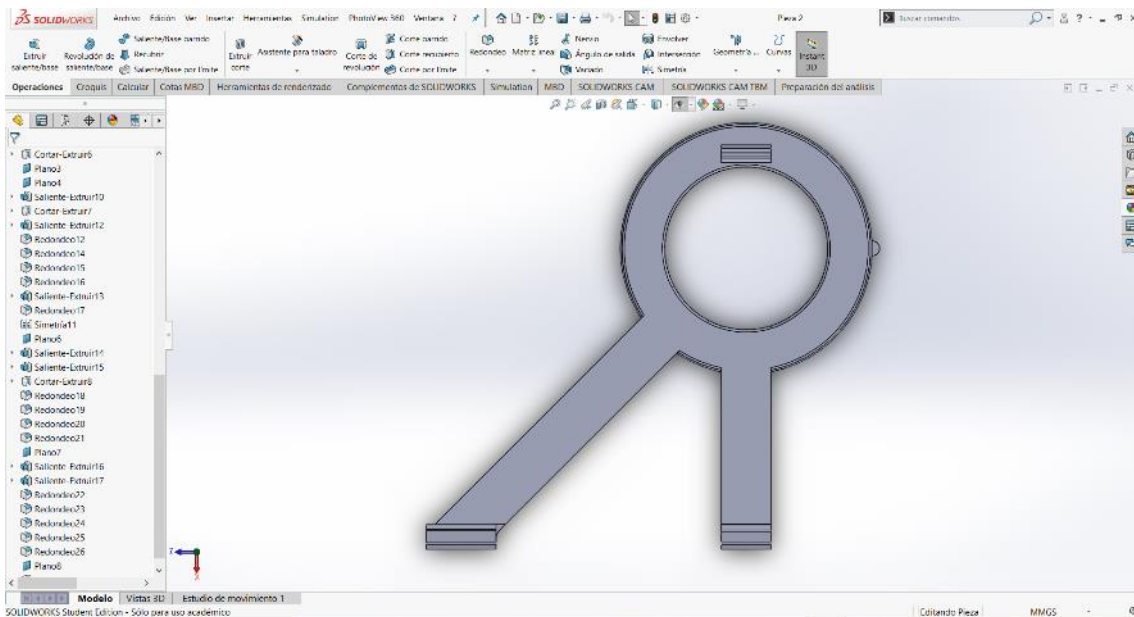 SOLIDWORKS Archivo Edición Ver Insertar Herramientas Simulation PhotoView 360 Ventana ? Pieza 2 Buscar comandos
Extruir saliente/base
Revolución de saliente/base
Saliente/Base barrido
Recubrir
Saliente/Base por límite
Extruir corte
Asistente para taladro
Corte de revolución
Corte barrido
Corte recubierto
Corte por límite
Redondeo
Matriz lineal
Nervio
Ángulo de salida
Vaciado
Envolver
Intersección
Simetría
Geometría...
Curvas
Instant 3D
Operaciones Croquis Calcular Cotas MBD Herramientas de renderizado Complementos de SOLIDWORKS Simulation MBD SOLIDWORKS CAM SOLIDWORKS CAM TBM Preparación del análisis
Cortar-Extruir6
Plano3
Plano4
Saliente-Extruir10
Cortar-Extruir7
Saliente-Extruir12
Redondeo12
Redondeo14
Redondeo15
Redondeo16
Saliente-Extruir13
Redondeo17
Simetría11
Plano6
Saliente-Extruir14
Saliente-Extruir15
Cortar-Extruir8
Redondeo18
Redondeo19
Redondeo20
Redondeo21
Plano7
Saliente-Extruir16
Saliente-Extruir17
Redondeo22
Redondeo23
Redondeo24
Redondeo25
Redondeo26
Plano8
Z
X
Modelo Vistas 3D Estudio de movimiento 1
SOLIDWORKS Student Edition - Sólo para uso académico Editando Pieza MMGS